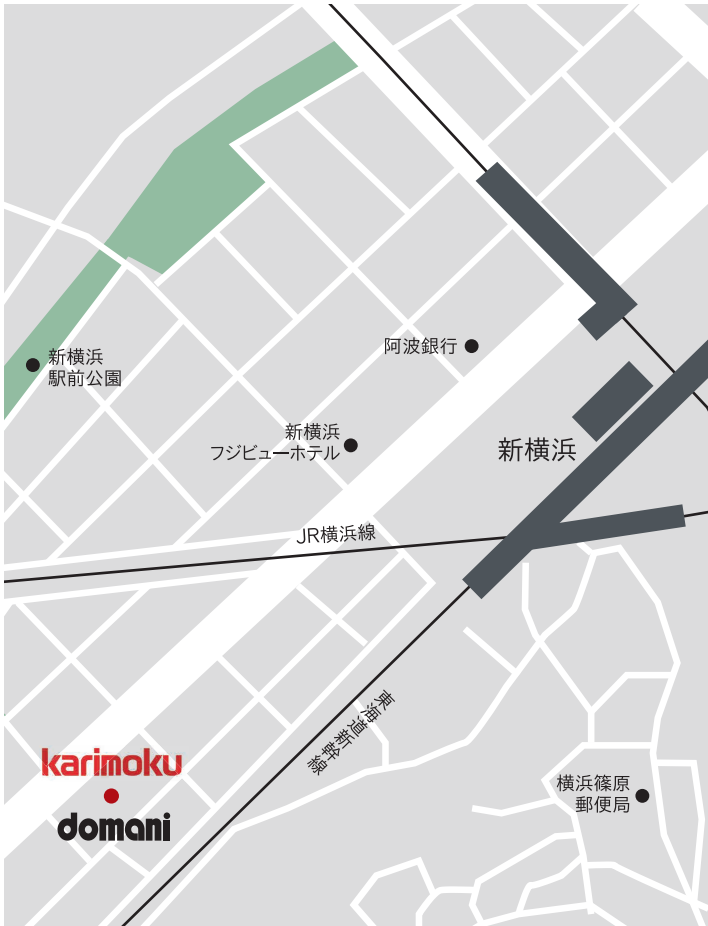 阿波銀行
新横浜
駅前公園
新横浜
フジビューホテル
新横浜
JR横浜線
東海道新幹線
karimoku
domani
横浜篠原
郵便局